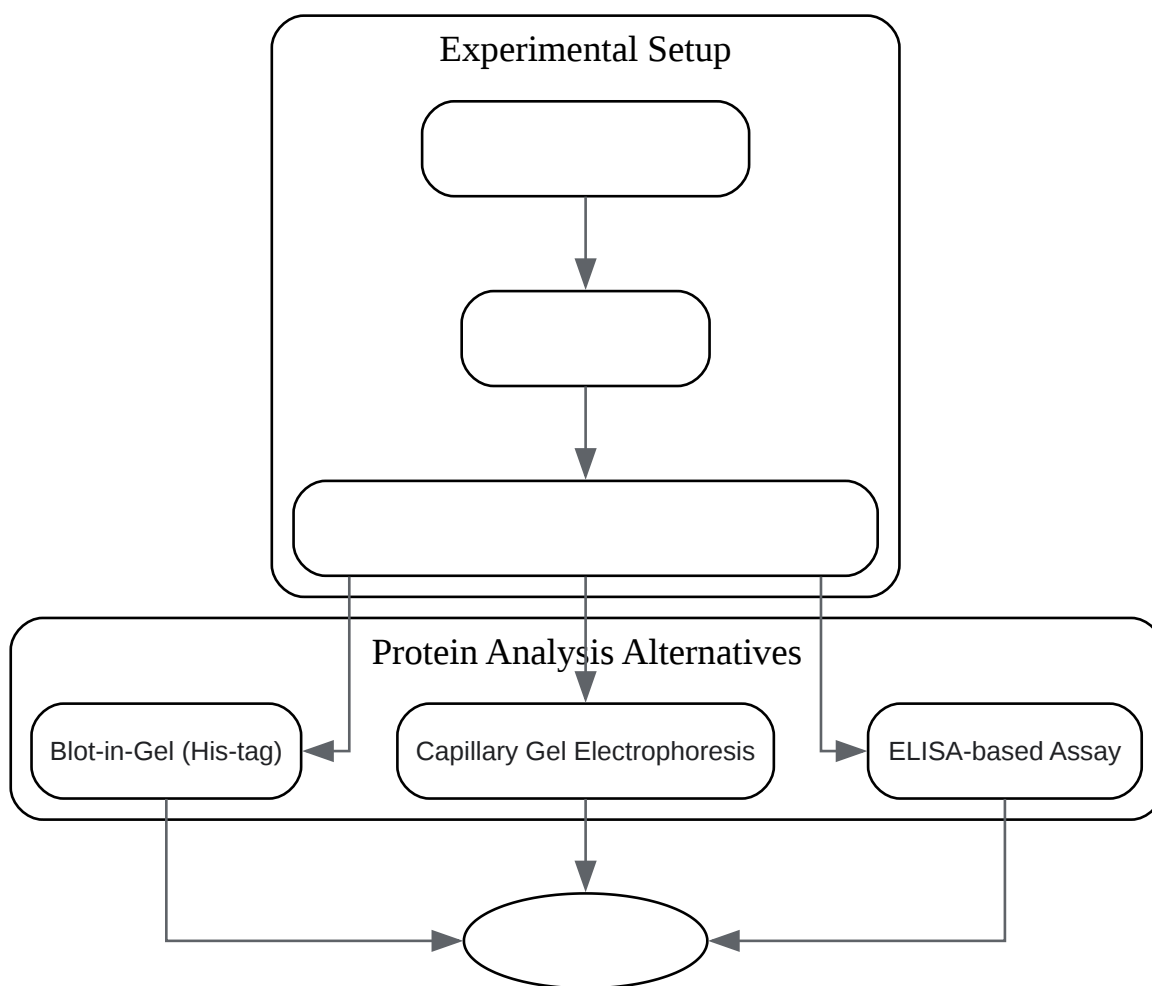 Experimental Setup
Protein Analysis Alternatives
Blot-in-Gel (His-tag)
Capillary Gel Electrophoresis
ELISA-based Assay